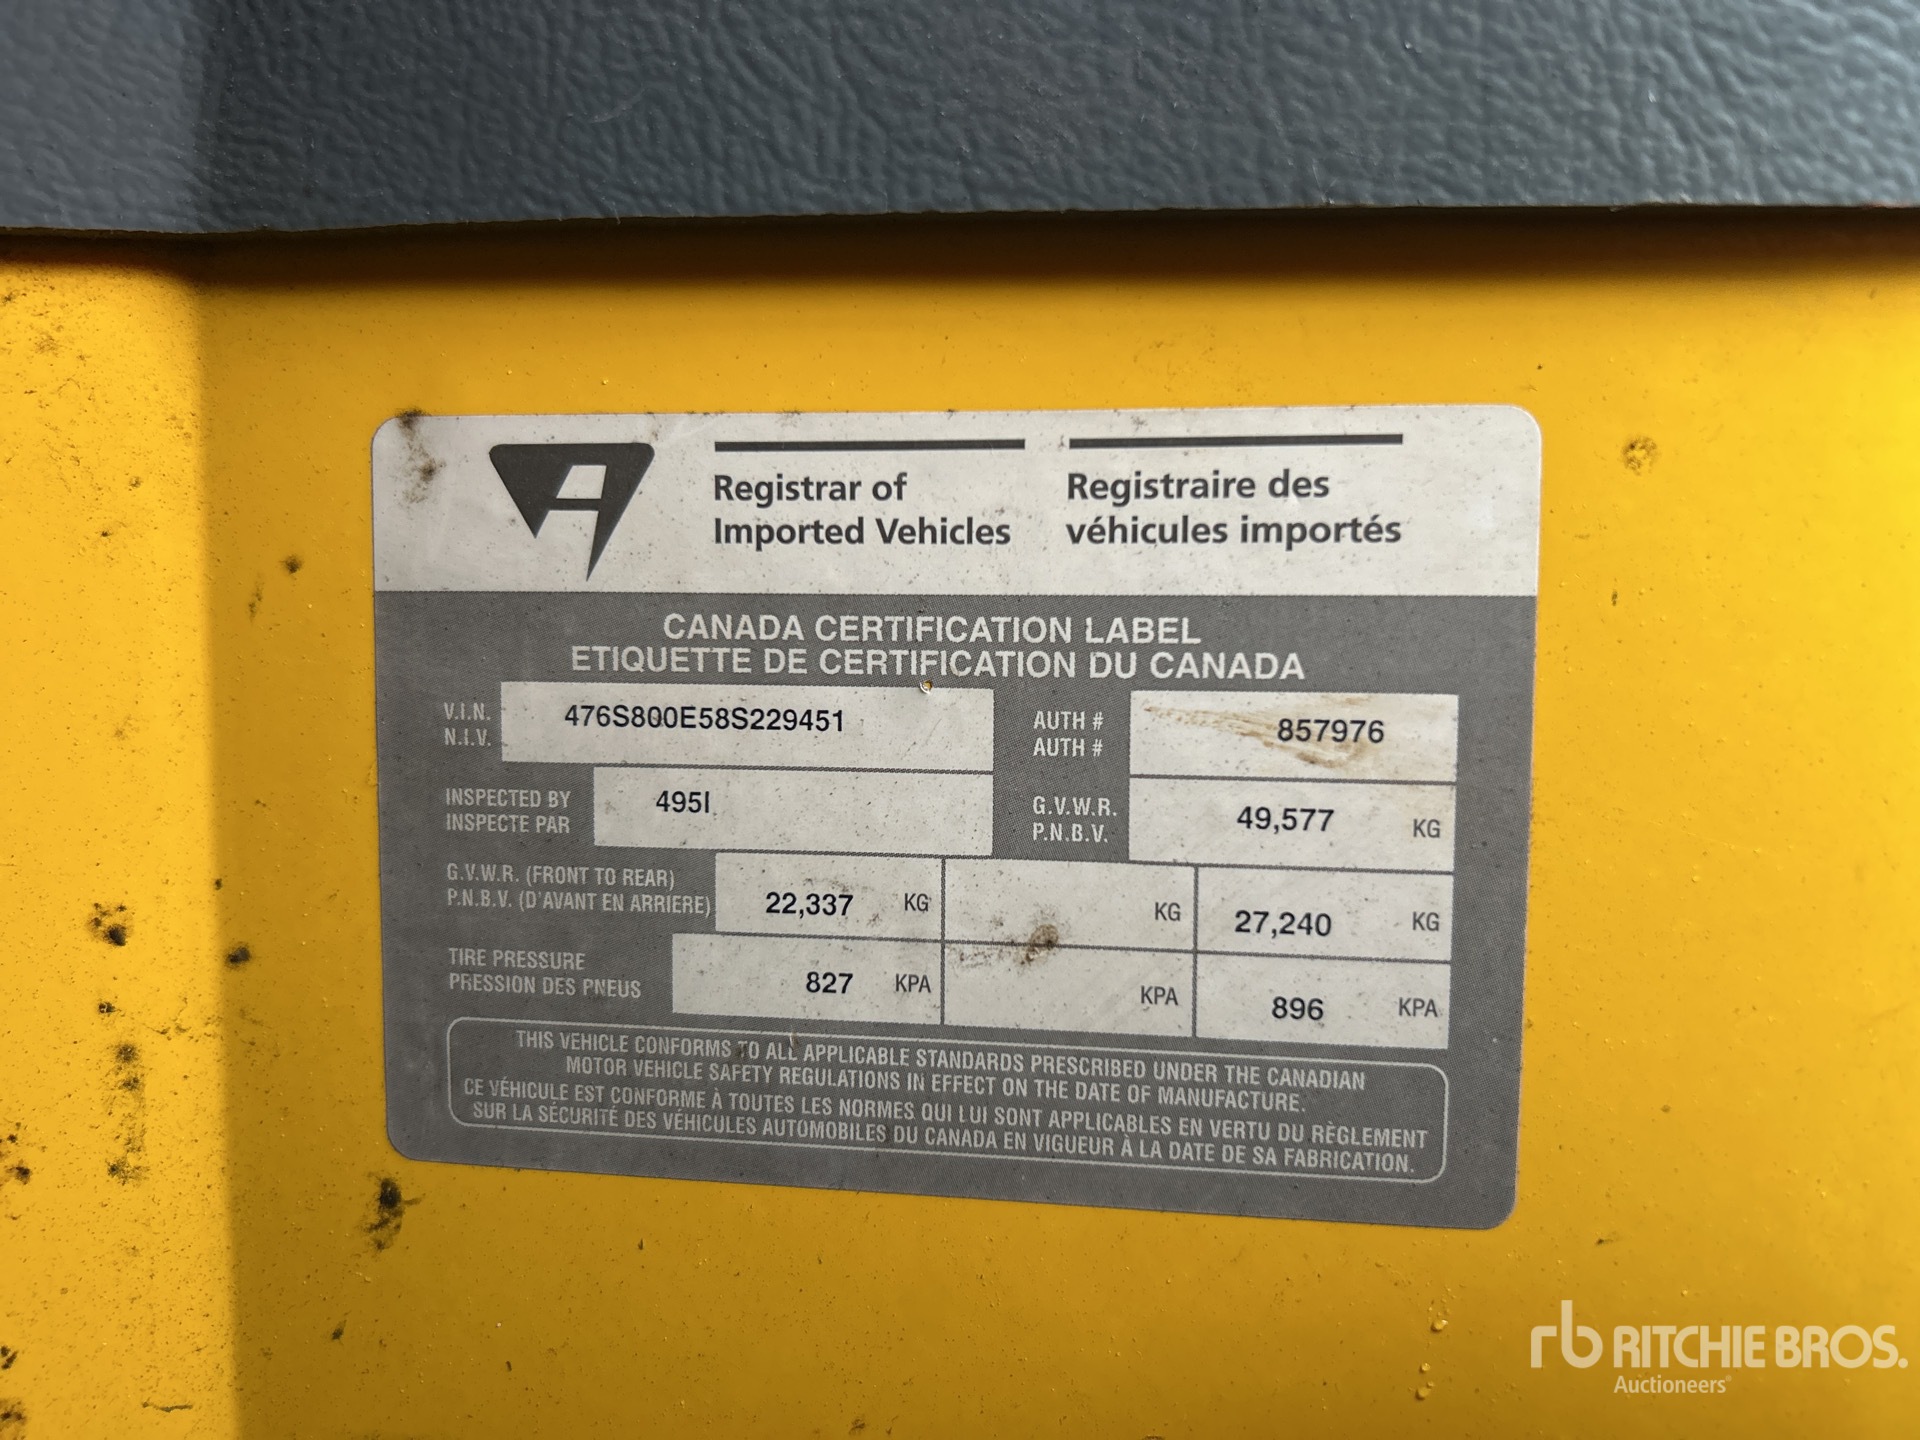 Registrar of
Imported Vehicles
Registraire des
véhicules importés
CANADA CERTIFICATION LABEL
ETIQUETTE DE CERTIFICATION DU CANADA
V.I.N.
N.I.V.
476S800E58S229451
AUTH #
AUTH #
857976
INSPECTED BY
INSPECTE PAR
495I
G.V.W.R.
P.N.B.V.
49,577 KG
G.V.W.R. (FRONT TO REAR)
P.N.B.V. (D'AVANT EN ARRIERE)
22,337 KG
KG
27,240 KG
TIRE PRESSURE
PRESSION DES PNEUS
827 KPA
KPA
896 KPA
THIS VEHICLE CONFORMS TO ALL APPLICABLE STANDARDS PRESCRIBED UNDER THE CANADIAN
MOTOR VEHICLE SAFETY REGULATIONS IN EFFECT ON THE DATE OF MANUFACTURE.
CE VÉHICULE EST CONFORME À TOUTES LES NORMES QUI LUI SONT APPLICABLES EN VERTU DU RÈGLEMENT
SUR LA SÉCURITÉ DES VÉHICULES AUTOMOBILES DU CANADA EN VIGUEUR À LA DATE DE SA FABRICATION.
rb RITCHIE BROS.
Auctioneers